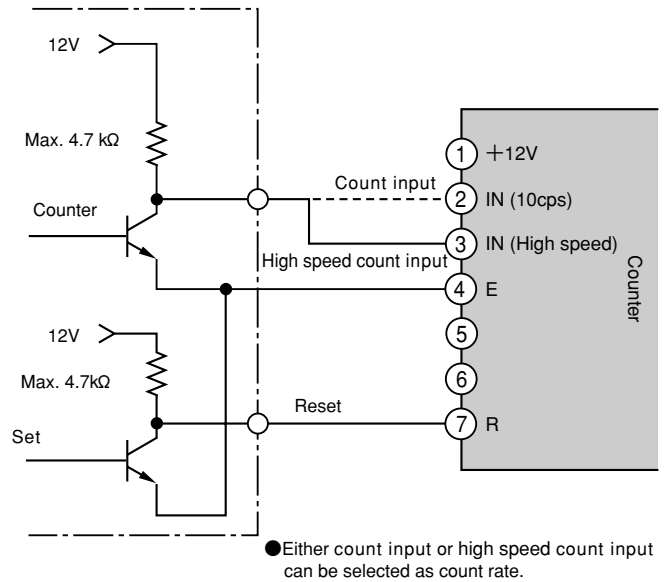 12V
Max. 4.7 kΩ
Counter
Count input
High speed count input
12V
Max. 4.7kΩ
Set
Reset
1 +12V
2 IN (10cps)
3 IN (High speed)
4 E
5
6
7 R
Counter
●Either count input or high speed count input
can be selected as count rate.